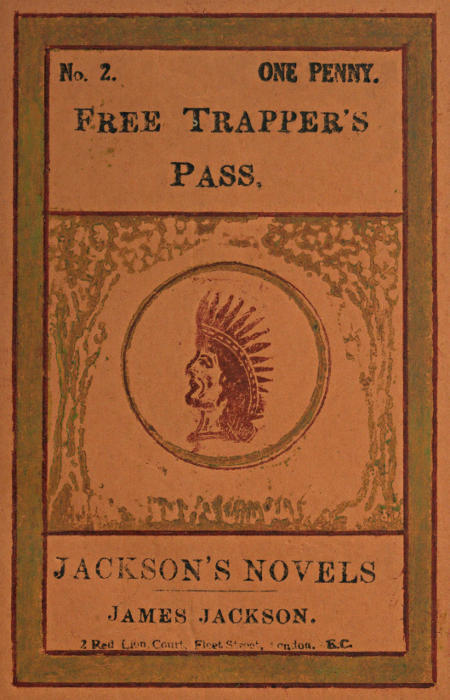 No. 2. ONE PENNY.
FREE TRAPPER'S
PASS.
JACKSON'S NOVELS
JAMES JACKSON.
2 Red Lion Court, Fleet Street, London. E.C.